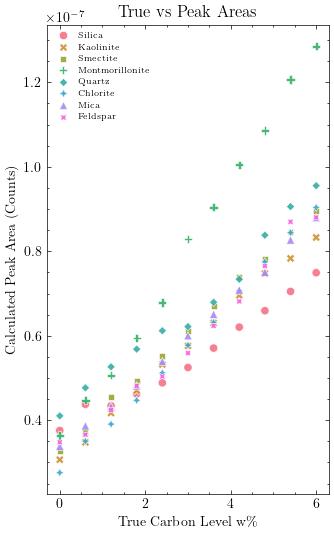 True vs Peak Areas
×10⁻⁷
Silica
Kaolinite
Smectite
Montmorillonite
Quartz
Chlorite
Mica
Feldspar
1.2
1.0
0.8
0.6
0.4
Calculated Peak Area (Counts)
0
2
4
6
True Carbon Level w%